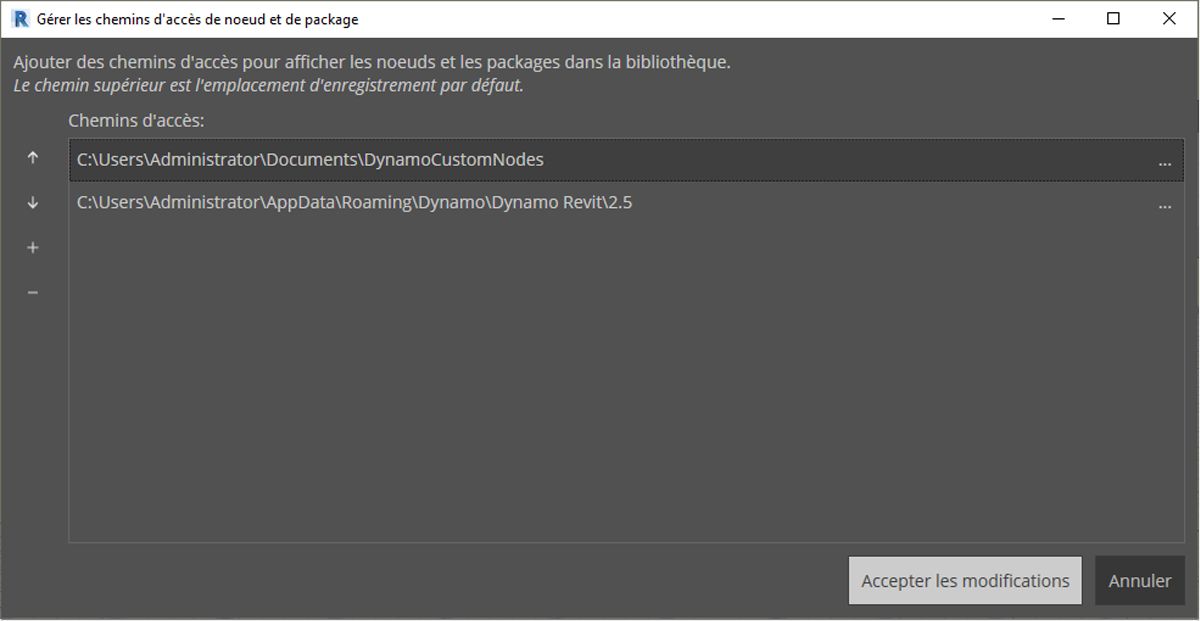 Gérer les chemins d'accès de noeud et de package
Ajouter des chemins d'accès pour afficher les noeuds et les packages dans la bibliothèque.
Le chemin supérieur est l'emplacement d'enregistrement par défaut.
Chemins d'accès:
C:\Users\Administrator\Documents\DynamoCustomNodes ...
C:\Users\Administrator\AppData\Roaming\Dynamo\Dynamo Revit\2.5 ...
Accepter les modifications Annuler